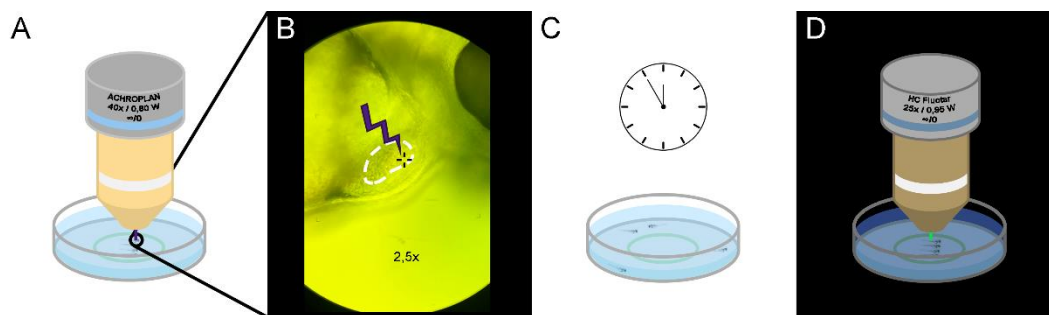 A
ACHROPLAN
40x / 0,80 W
∞/0
B
2,5x
C
D
HC Fluotar
25x / 0,95 W
∞/0